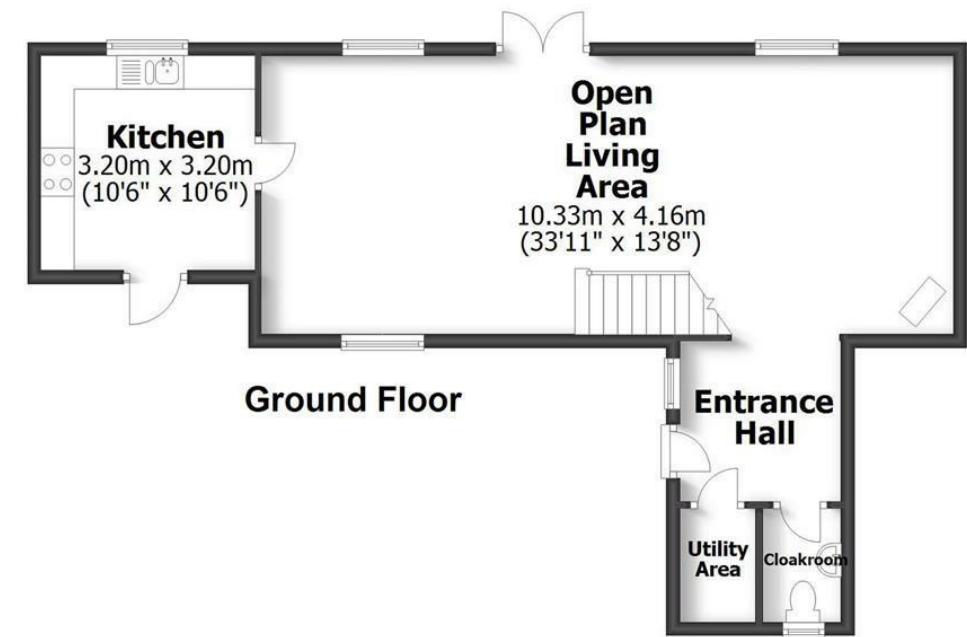 Kitchen
3.20m x 3.20m
(10'6" x 10'6")
Open
Plan
Living
Area
10.33m x 4.16m
(33'11" x 13'8")
Ground Floor
Entrance
Hall
Utility
Area
Cloakroom